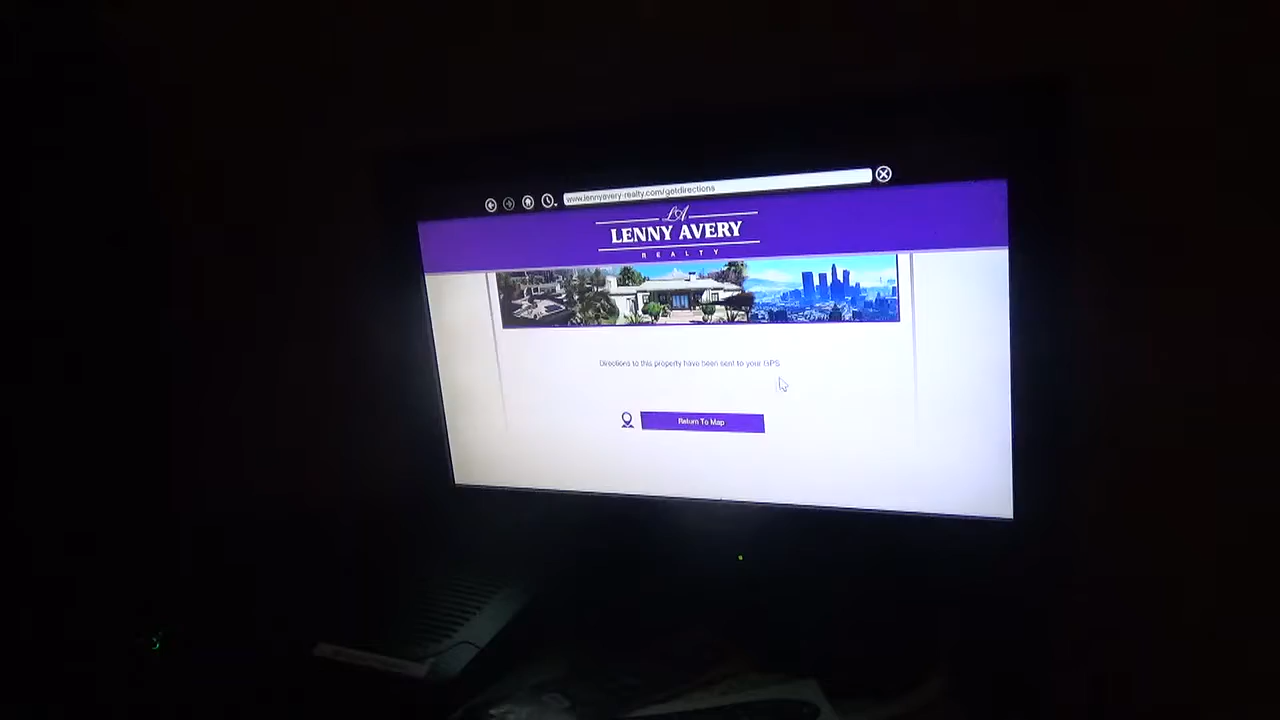 www.lennyavery-realty.com/getdirections
LA
LENNY AVERY
REALTY
Directions to this property have been sent to your GPS.
Return To Map